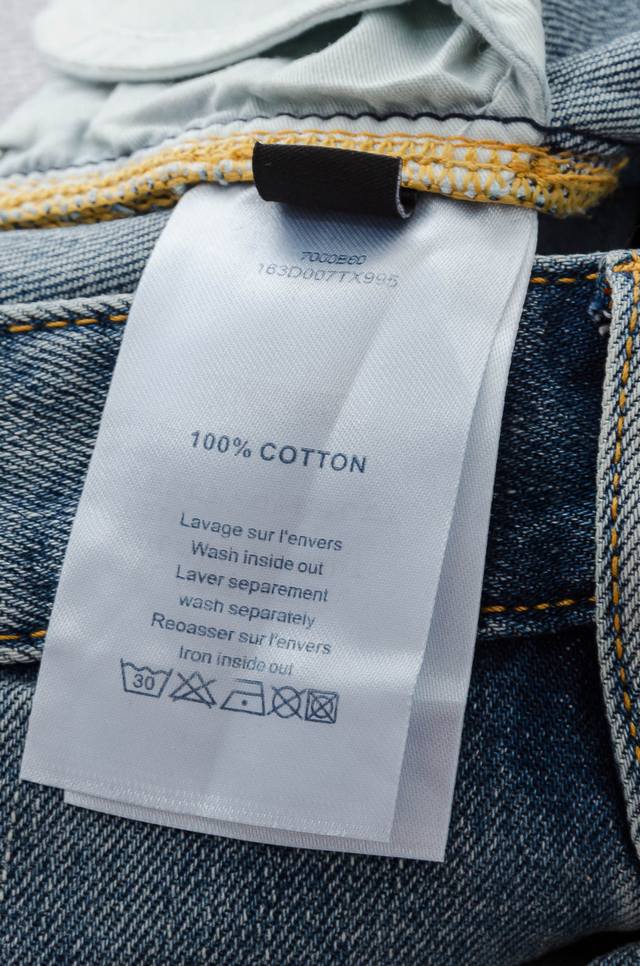 7000B60
163D007TX995
100% COTTON
Lavage sur l'envers
Wash inside out
Laver separement
wash separately
Reoasser sur l'envers
Iron inside out
30